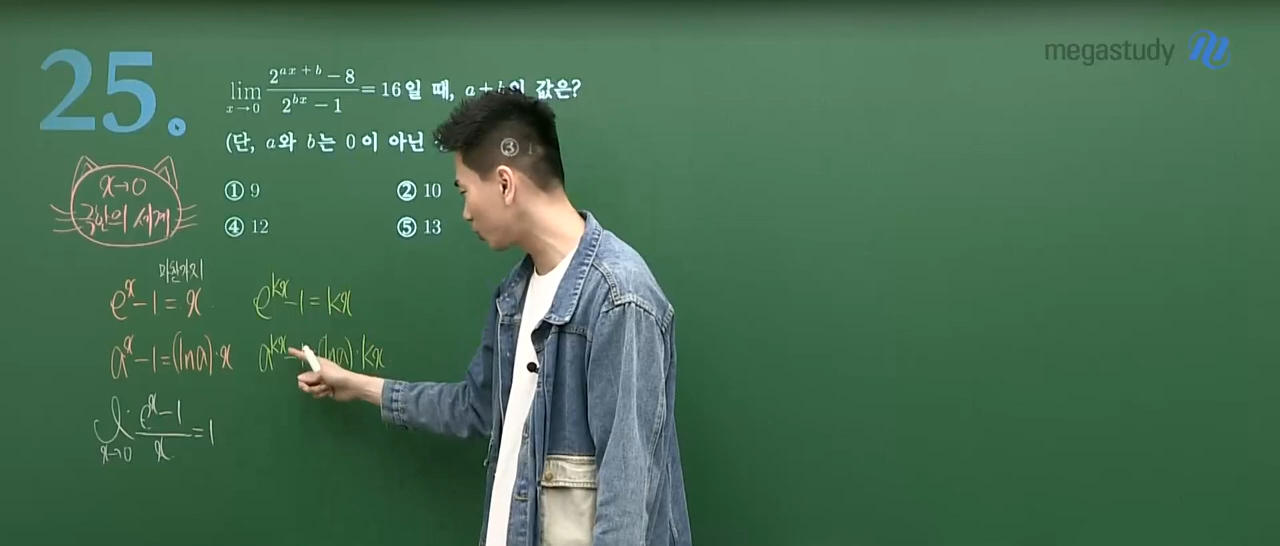 megastudy
25.
lim x→0 (2^{ax+b} - 8)/(2^{bx} - 1) = 16일 때, a+b의 값은?
(단, a와 b는 0이 아닌
③
① 9
② 10
④ 12
⑤ 13
x→0
극한의 세계
마찬가지
e^x - 1 = x
e^{kx} - 1 = kx
a^x - 1 = (ln a)·x
a^{kx} - 1 = (ln a)·kx
lim x→0 (e^x - 1)/x = 1